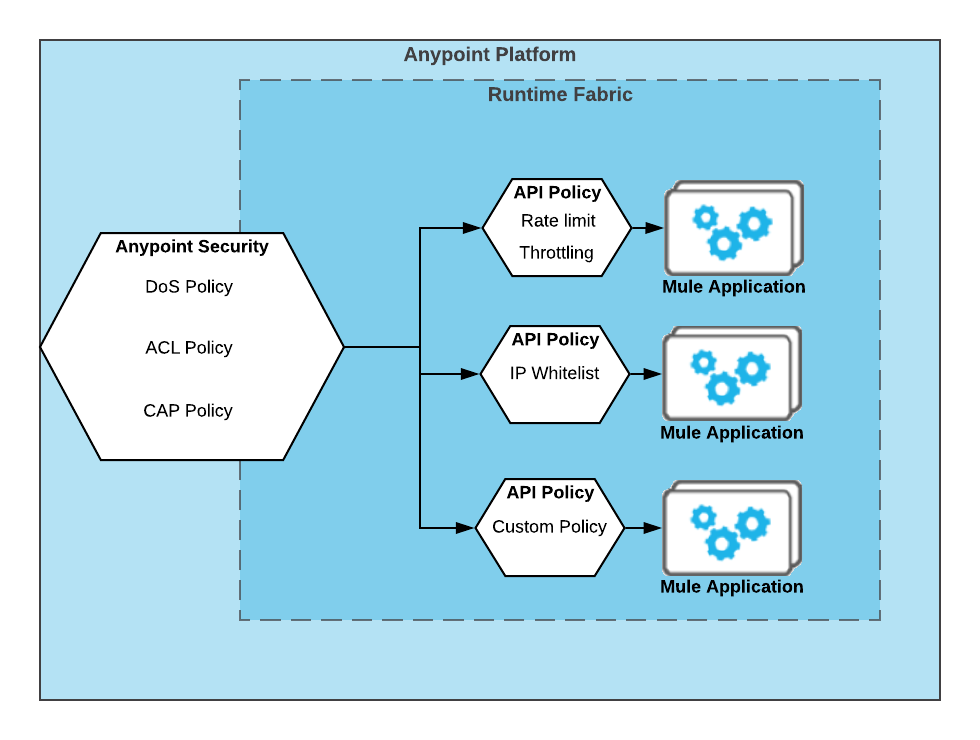 Anypoint Platform
Runtime Fabric
Anypoint Security
DoS Policy
ACL Policy
CAP Policy
API Policy
Rate limit
Throttling
Mule Application
API Policy
IP Whitelist
Mule Application
API Policy
Custom Policy
Mule Application